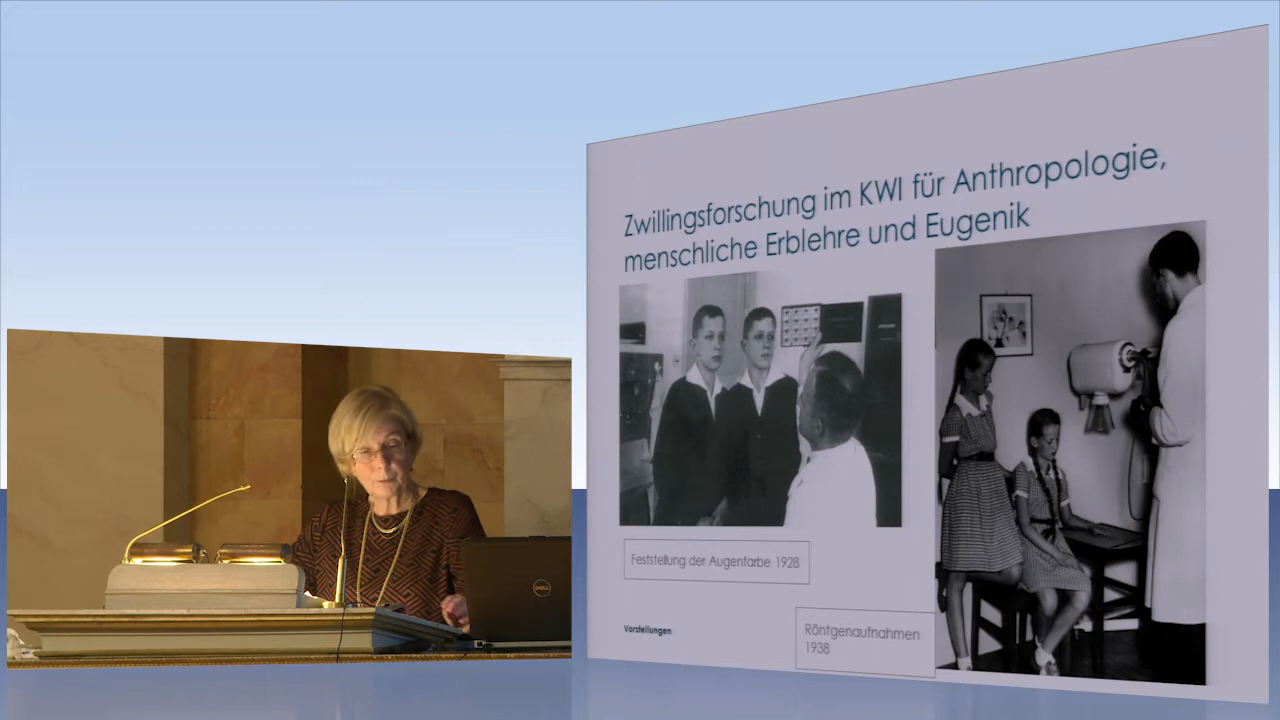 Zwillingsforschung im KWI für Anthropologie,
menschliche Erblehre und Eugenik
Feststellung der Augenfarbe 1928
Vorstellungen
Röntgenaufnahmen
1938
DELL